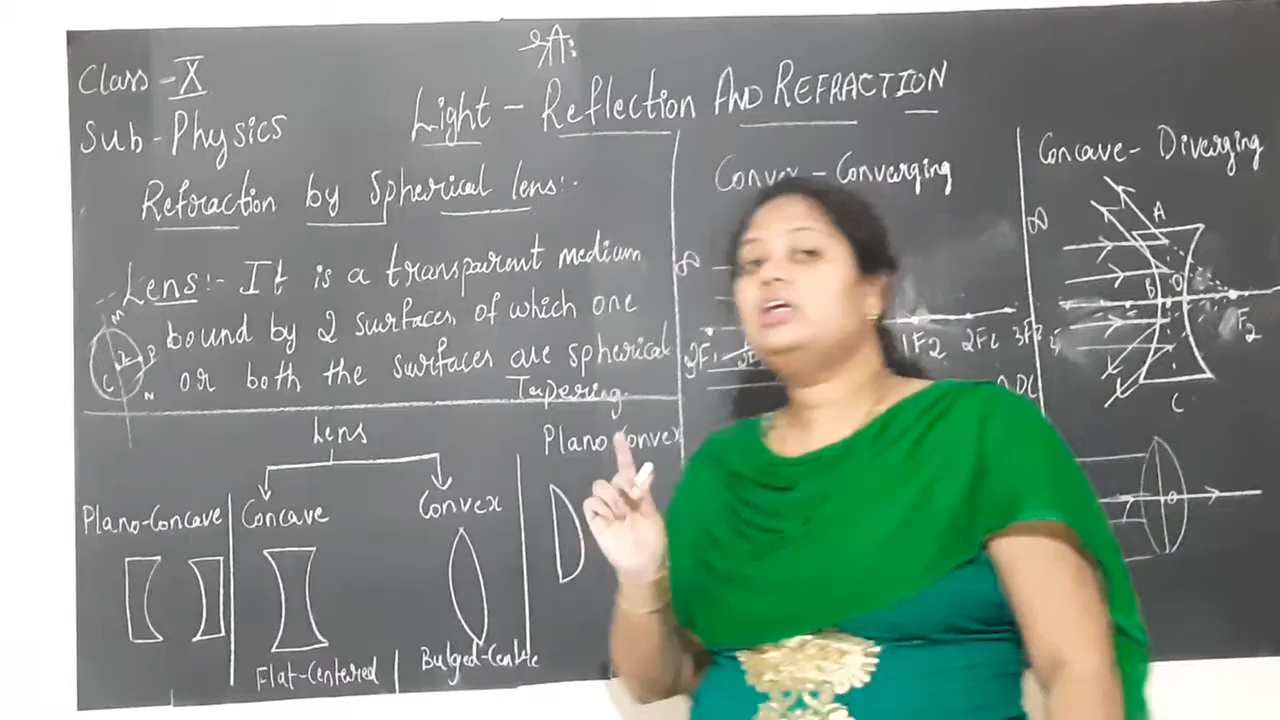 Class - X
Sub - Physics
Light - Reflection AND REFRACTION
Refraction by Spherical lens:-
Lens:- It is a transparent medium
bound by 2 surfaces, of which one
or both the surfaces are spherical
Tapering.
M
2
P
C
N
Lens
Plano-Concave
Concave
Convex
Plano-Convex
Flat-Centered
Bulged-Centre
Convex - Converging
∞
2F1
1F2
2F2
Concave - Diverging
∞
A
B
O
F2
C
O